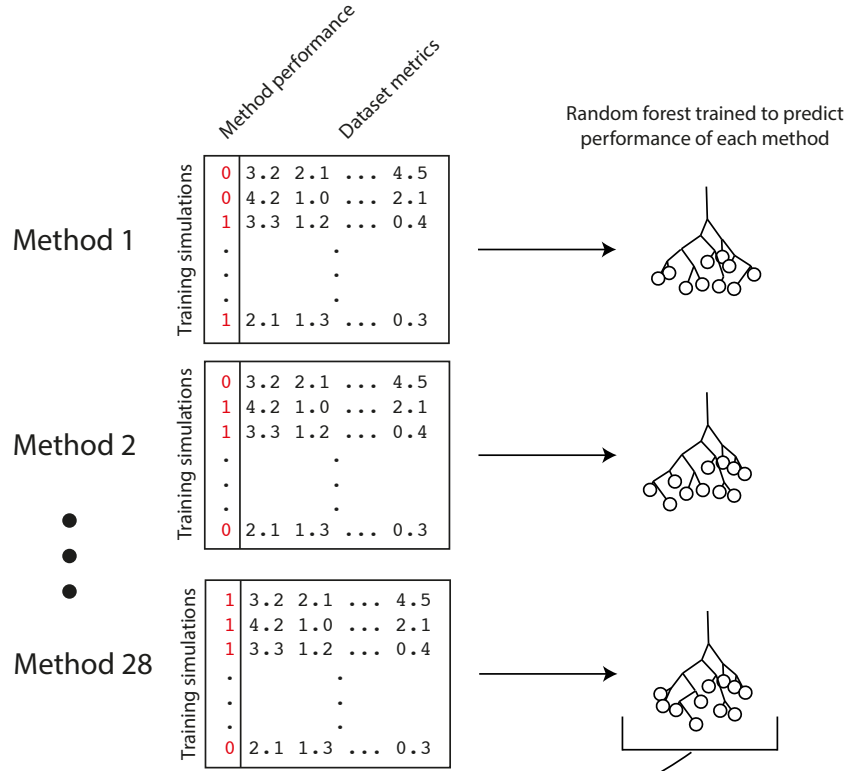 Method performance
Dataset metrics
Random forest trained to predict
performance of each method
Method 1
Training simulations
0 3.2 2.1 ... 4.5
0 4.2 1.0 ... 2.1
1 3.3 1.2 ... 0.4
. .
. .
. .
1 2.1 1.3 ... 0.3
Method 2
Training simulations
0 3.2 2.1 ... 4.5
1 4.2 1.0 ... 2.1
1 3.3 1.2 ... 0.4
. .
. .
. .
0 2.1 1.3 ... 0.3
Method 28
Training simulations
1 3.2 2.1 ... 4.5
1 4.2 1.0 ... 2.1
1 3.3 1.2 ... 0.4
. .
. .
. .
0 2.1 1.3 ... 0.3